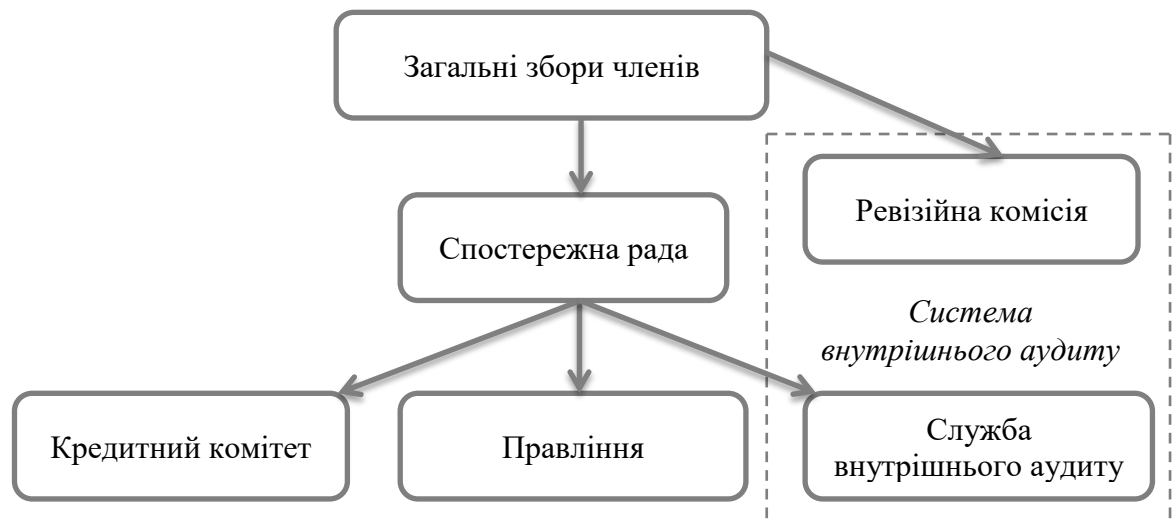 Загальні збори членів
Ревізійна комісія
Спостережна рада
Система
внутрішнього аудиту
Кредитний комітет
Правління
Служба
внутрішнього аудиту